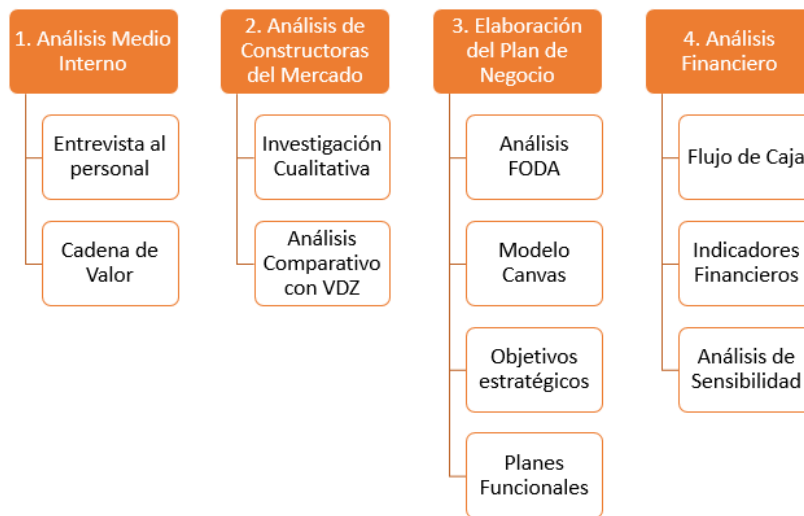 1. Análisis Medio
Interno
Entrevista al
personal
Cadena de
Valor
2. Análisis de
Constructoras
del Mercado
Investigación
Cualitativa
Análisis
Comparativo
con VDZ
3. Elaboración
del Plan de
Negocio
Análisis
FODA
Modelo
Canvas
Objetivos
estratégicos
Planes
Funcionales
4. Análisis
Financiero
Flujo de Caja
Indicadores
Financieros
Análisis de
Sensibilidad